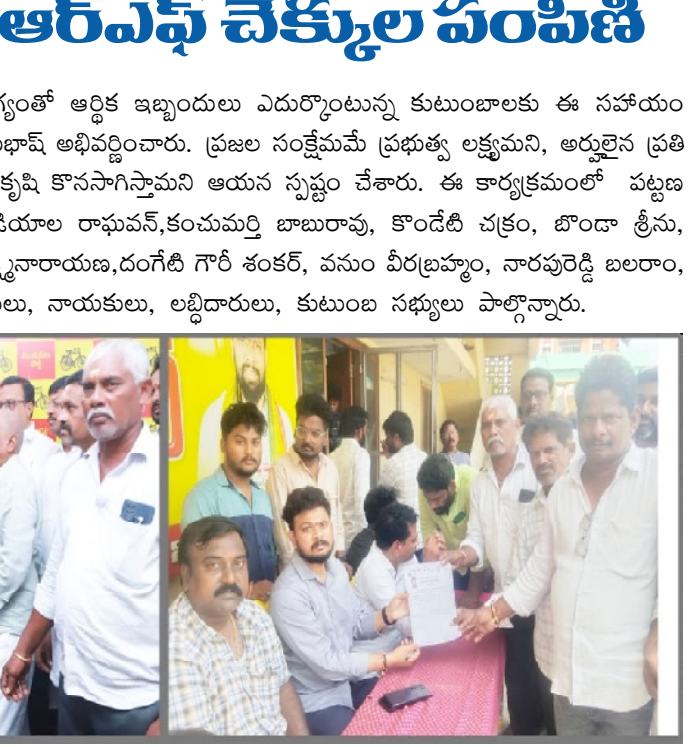 ఆర్ఎఫ్ చెక్కుల పంపిణీ
గ్యంతో ఆర్థిక ఇబ్బందులు ఎదుర్కొంటున్న కుటుంబాలకు ఈ సహాయం
భాష్ అభివర్ణించారు. ప్రజల సంక్షేమమే ప్రభుత్వ లక్ష్యమని, అర్హులైన ప్రతి
కృషి కొనసాగిస్తామని ఆయన స్పష్టం చేశారు. ఈ కార్యక్రమంలో పట్టణ
డియాల రాఘవన్,కంచుమర్తి బాబురావు, కొండేటి చక్రం, బొండా శ్రీను,
్మనారాయణ,దంగేటి గౌరీ శంకర్, వనుం వీరబ్రహ్మం, నారపురెడ్డి బలరాం,
లు, నాయకులు, లబ్ధిదారులు, కుటుంబ సభ్యులు పాల్గొన్నారు.